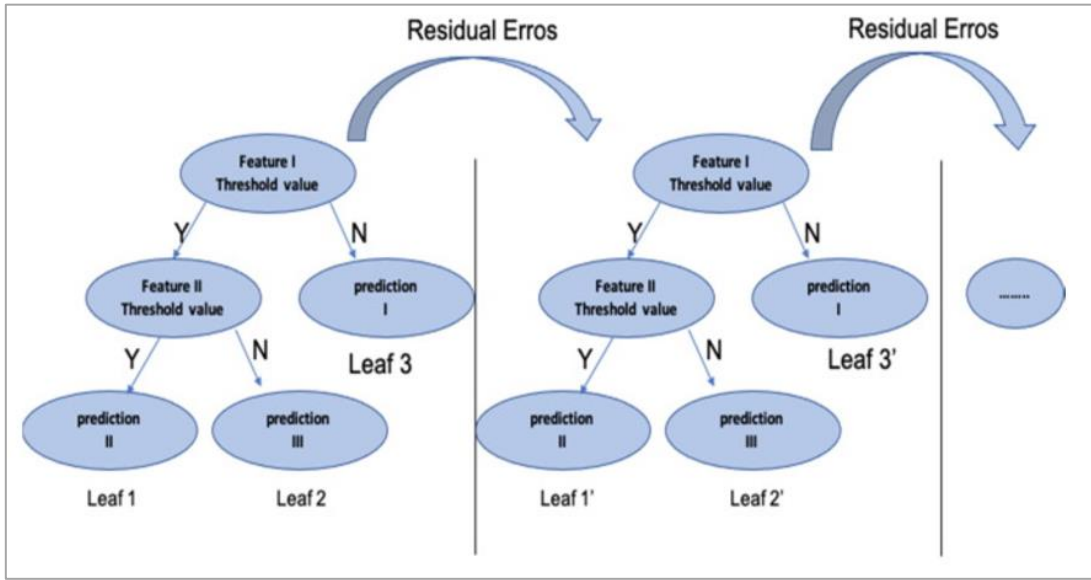 Residual Erros
Residual Erros
Feature I
Threshold value
Y
N
Feature II
Threshold value
prediction
I
Y
N
Leaf 3
prediction
II
prediction
III
Leaf 1
Leaf 2
Feature I
Threshold value
Y
N
Feature II
Threshold value
prediction
I
Y
N
Leaf 3’
prediction
II
prediction
III
Leaf 1’
Leaf 2’
........